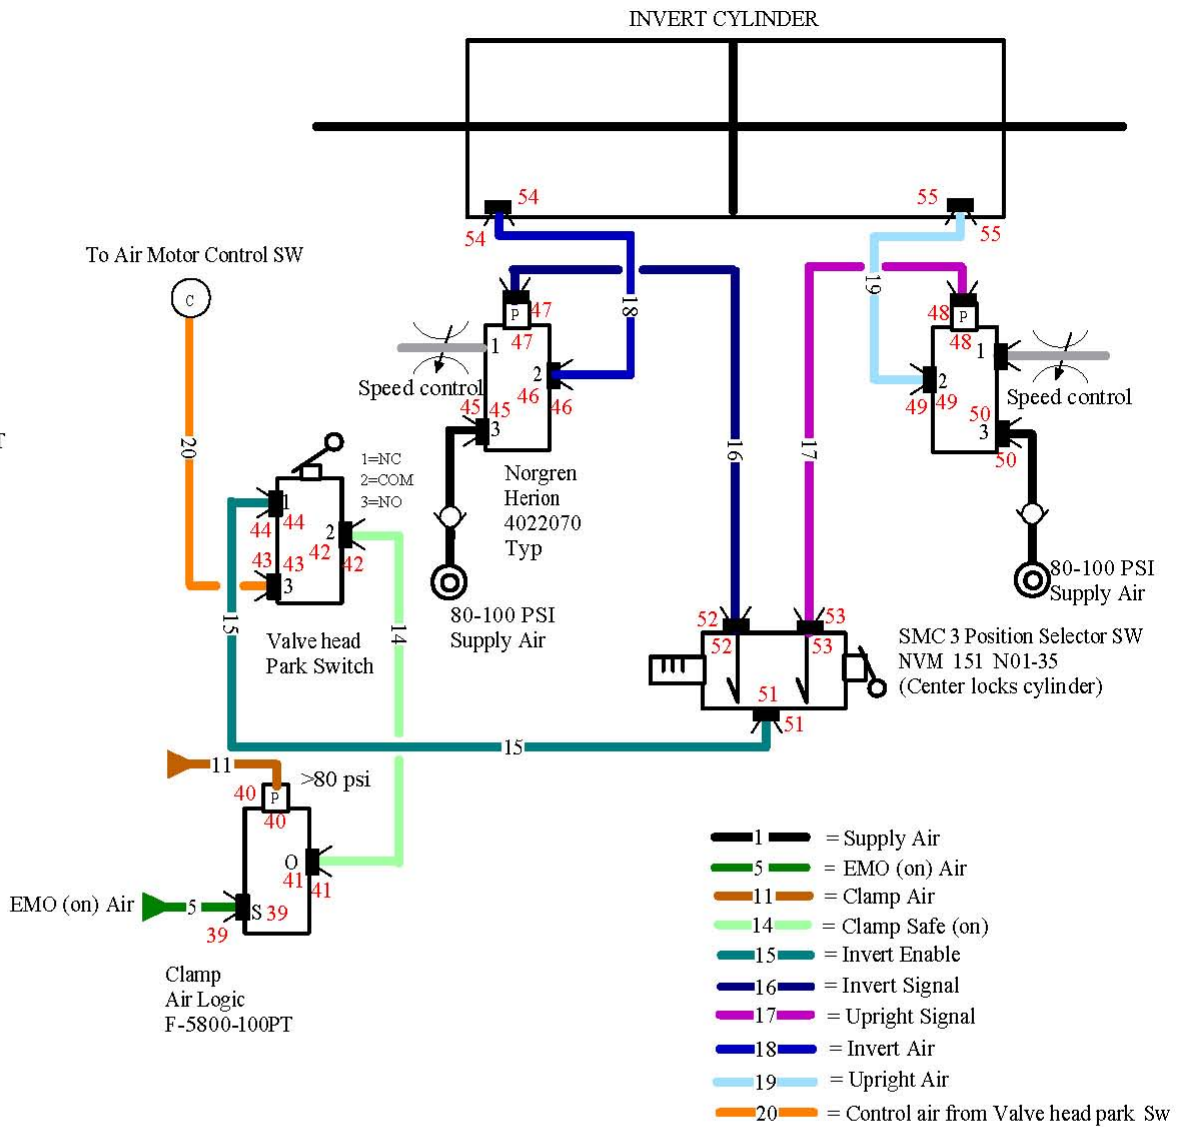 INVERT CYLINDER
54
55
54
55
To Air Motor Control SW
C
19
18
P
47
47
48
P
48
1
1
Speed control
2
46
46
2
49
49
Speed control
45
45
3
50
3
50
T
20
16
17
1=NC
2=COM
3=NO
Norgren
Herion
4022070
Typ
1
44
44
2
42
42
43
43
3
80-100 PSI
Supply Air
80-100 PSI
Supply Air
15
14
Valve head
Park Switch
52
52
53
53
SMC 3 Position Selector SW
NVM 151 N01-35
(Center locks cylinder)
51
51
15
11
>80 psi
40
P
40
O
41
41
EMO (on) Air
5
S
39
39
Clamp
Air Logic
F-5800-100PT
1 = Supply Air
5 = EMO (on) Air
11 = Clamp Air
14 = Clamp Safe (on)
15 = Invert Enable
16 = Invert Signal
17 = Upright Signal
18 = Invert Air
19 = Upright Air
20 = Control air from Valve head park Sw